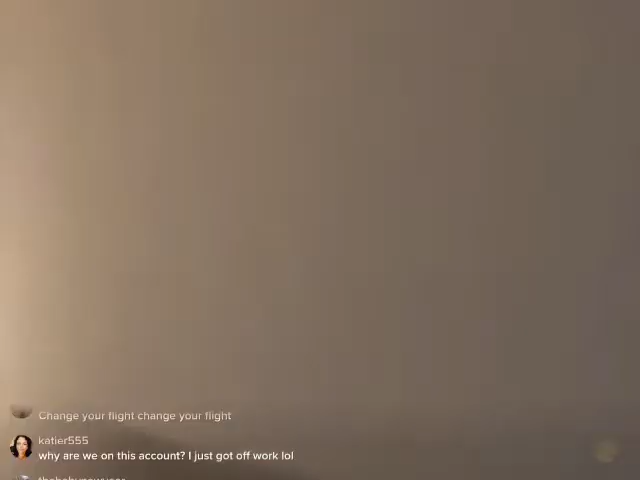 Change your flight change your flight
katier555
why are we on this account? I just got off work lol